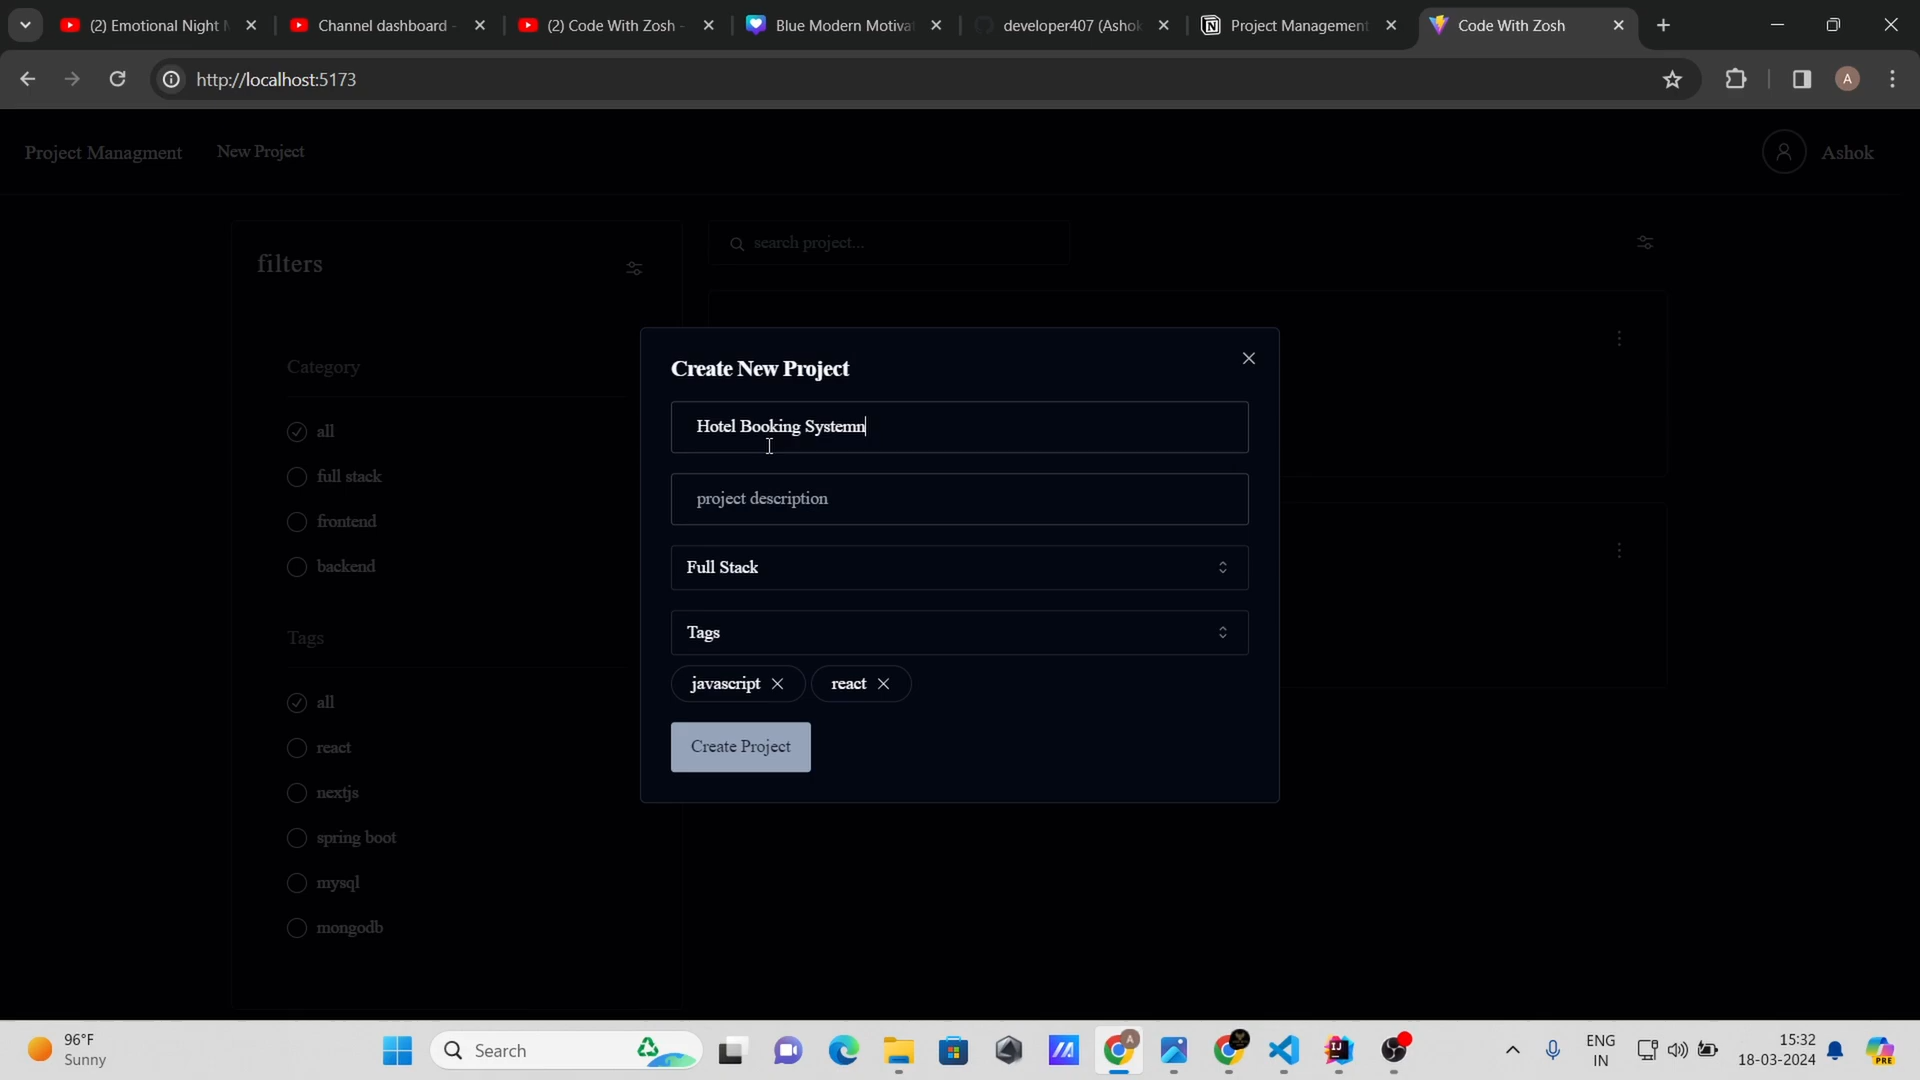 (2) Emotional Night M
Channel dashboard -
(2) Code With Zosh -
Blue Modern Motivat
developer407 (Ashok
Project Management
Code With Zosh
http://localhost:5173
A
Project Managment
New Project
Ashok
filters
search project...
Category
all
full stack
frontend
backend
Tags
all
react
nextjs
spring boot
mysql
mongodb
Create New Project
Hotel Booking Systemn
project description
Full Stack
Tags
javascript
react
Create Project
96°F
Sunny
Search
ENG
IN
15:32
18-03-2024
PRE